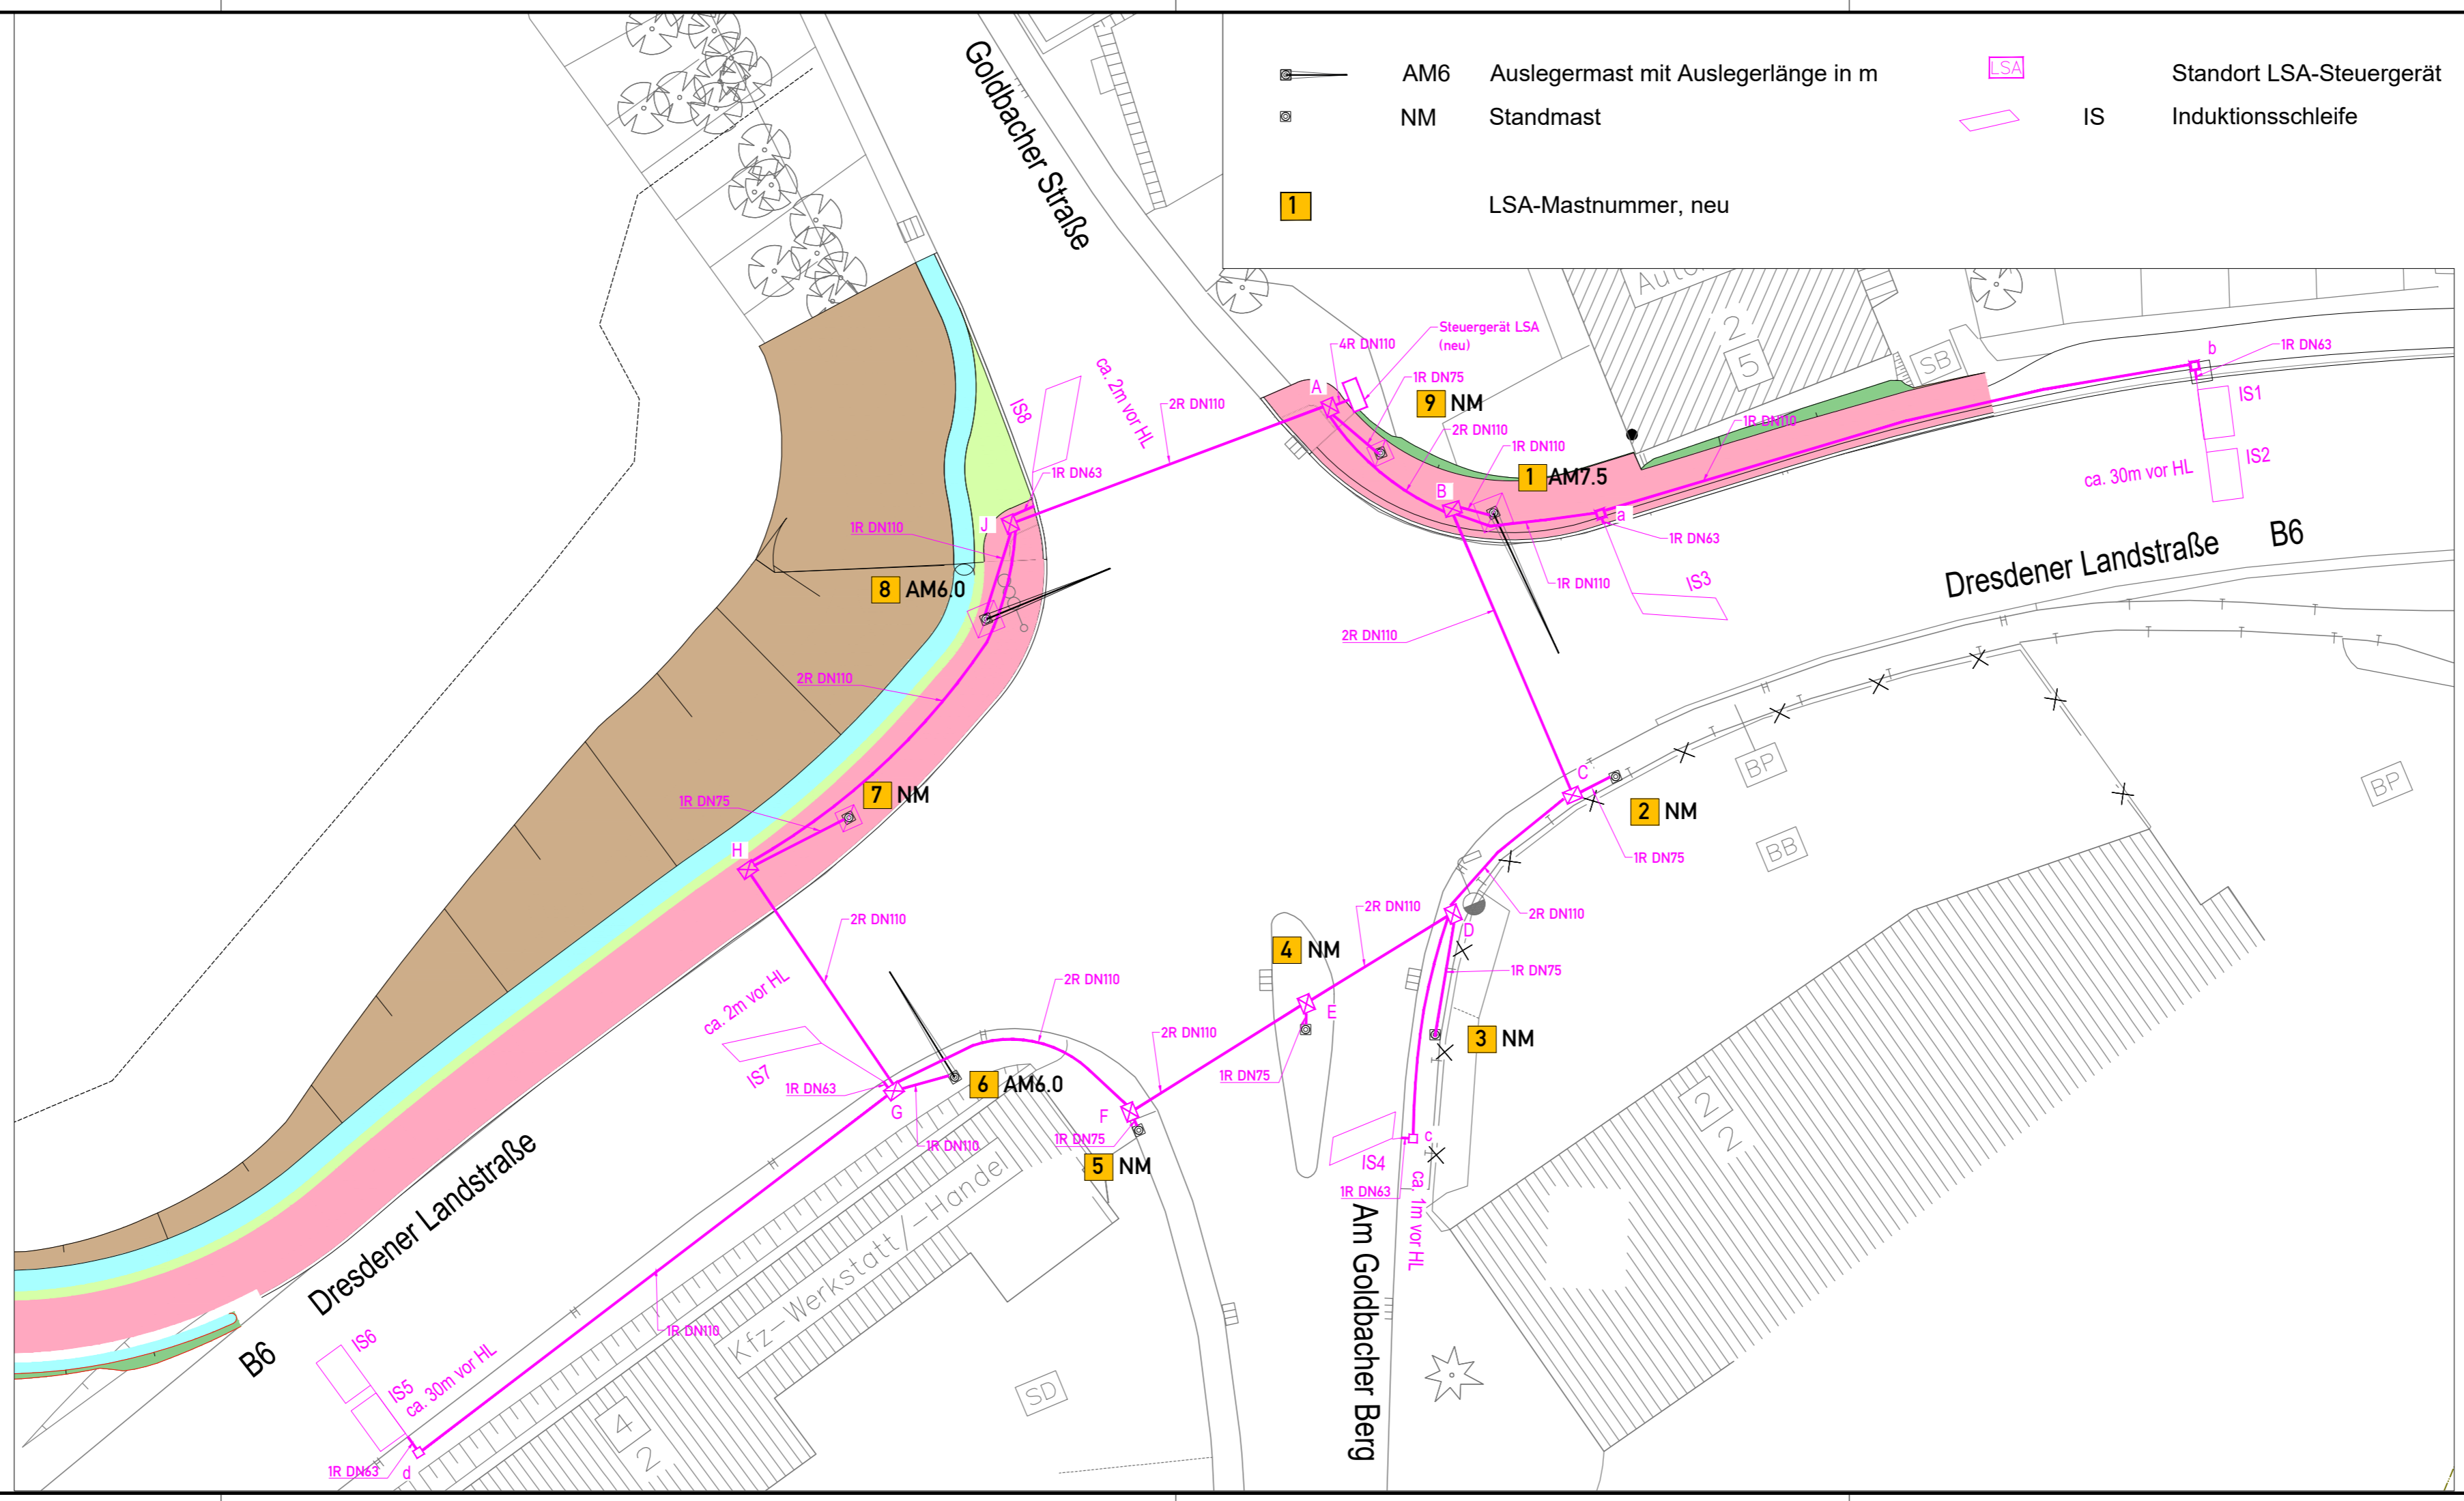 AM6 Auslegermast mit Auslegerlänge in m
LSA Standort LSA-Steuergerät
NM Standmast
IS Induktionsschleife
1 LSA-Mastnummer, neu
Goldbacher Straße
2
5
SB
Steuergerät LSA
(neu)
4R DN110
A
1R DN75
9 NM
2R DN110
ca. 2m vor HL
IS8
2R DN110
1R DN110
1R DN110
b
1R DN63
IS1
IS2
ca. 30m vor HL
1R DN63
1 AM7.5
B
a
1R DN63
J
1R DN110
1R DN110
IS3
Dresdener Landstraße B6
8 AM6.0
2R DN110
2R DN110
C
BP
BP
7 NM
1R DN75
2 NM
H
BB
1R DN75
2R DN110
2R DN110
2R DN110
D
4 NM
1R DN75
ca. 2m vor HL
2R DN110
E
2R DN110
3 NM
IS7
1R DN63
6 AM6.0
1R DN75
G
F
2
2
1R DN110
1R DN75
c
5 NM
IS4
1R DN63
ca. 1m vor HL
Dresdener Landstraße
Kfz-Werkstatt/-Handel
Am Goldbacher Berg
1R DN110
B6
IS6
IS5
ca. 30m vor HL
SD
4
2
1R DN63
d